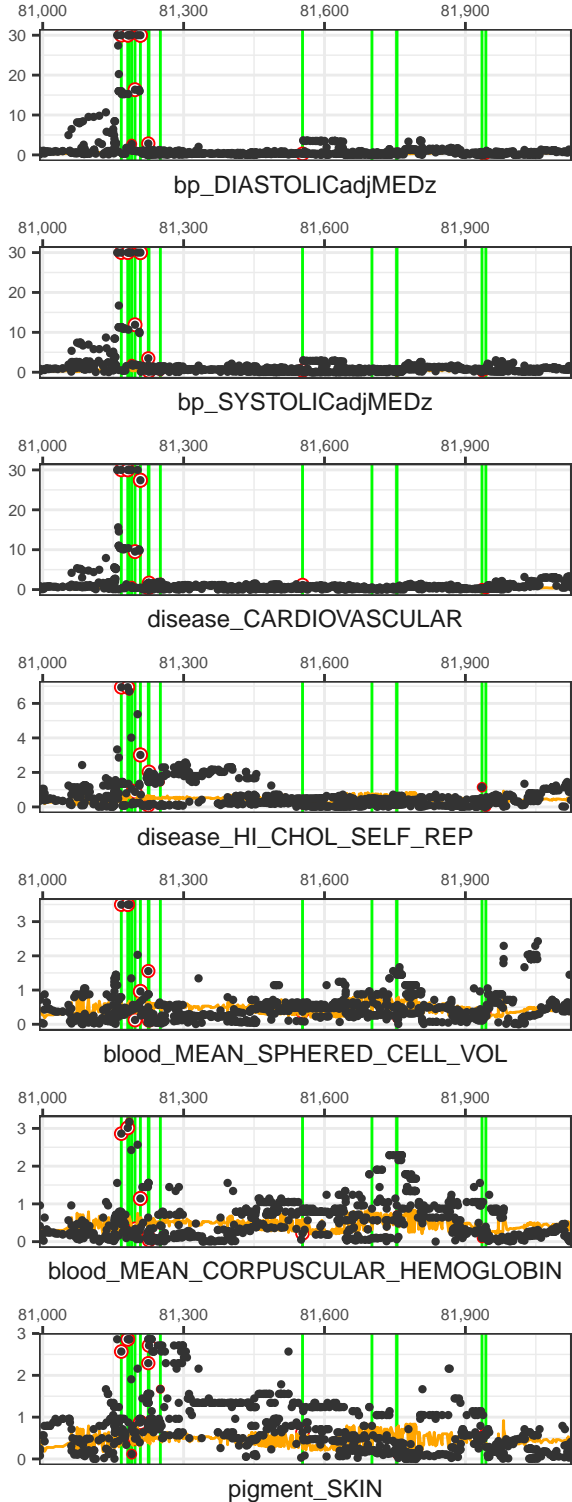 81,000 81,300 81,600 81,900
30
20
10
0
bp_DIASTOLICadjMEDz
81,000 81,300 81,600 81,900
30
20
10
0
bp_SYSTOLICadjMEDz
81,000 81,300 81,600 81,900
30
20
10
0
disease_CARDIOVASCULAR
81,000 81,300 81,600 81,900
6
4
2
0
disease_HI_CHOL_SELF_REP
81,000 81,300 81,600 81,900
3
2
1
0
blood_MEAN_SPHERED_CELL_VOL
81,000 81,300 81,600 81,900
3
2
1
0
blood_MEAN_CORPUSCULAR_HEMOGLOBIN
81,000 81,300 81,600 81,900
3
2
1
0
pigment_SKIN